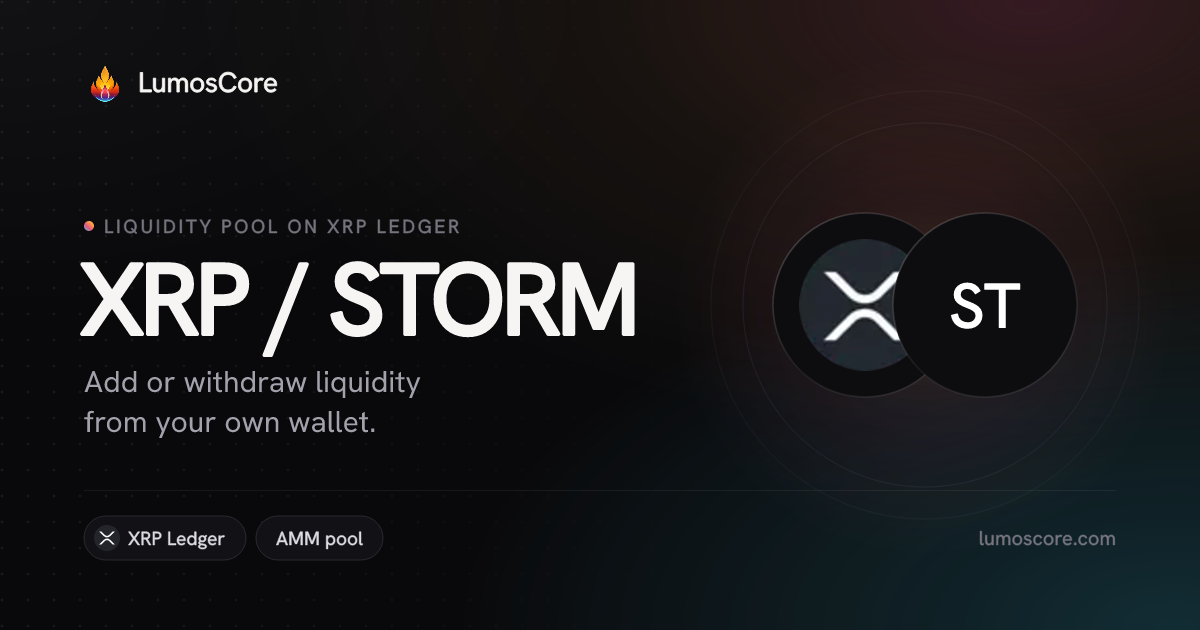 LumosCore
LIQUIDITY POOL ON XRP LEDGER
XRP / STORM
Add or withdraw liquidity
from your own wallet.
ST
XRP Ledger
AMM pool
lumoscore.com